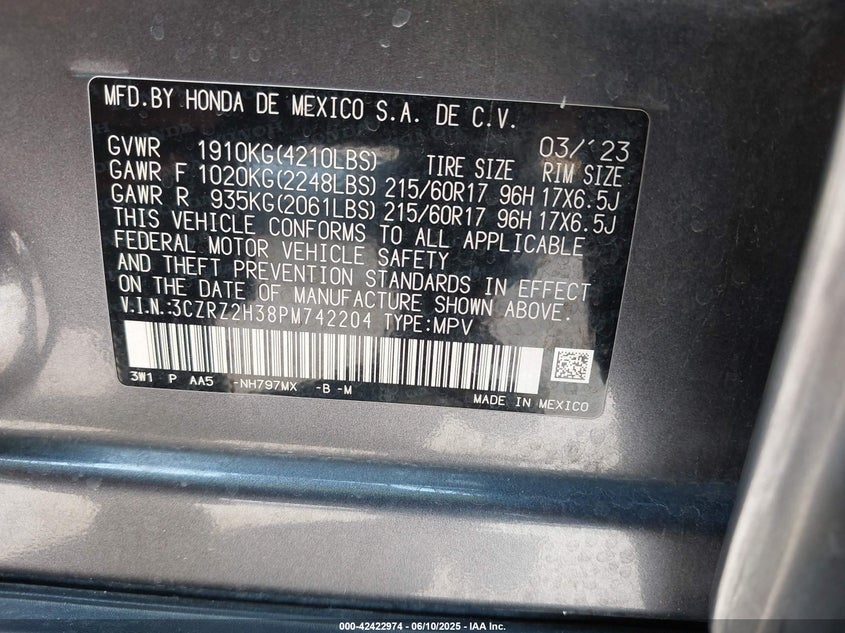 MFD.BY HONDA DE MEXICO S.A. DE C.V.
03/'23
GVWR 1910KG(4210LBS) TIRE SIZE RIM SIZE
GAWR F 1020KG(2248LBS) 215/60R17 96H 17X6.5J
GAWR R 935KG(2061LBS) 215/60R17 96H 17X6.5J
THIS VEHICLE CONFORMS TO ALL APPLICABLE
FEDERAL MOTOR VEHICLE SAFETY
AND THEFT PREVENTION STANDARDS IN EFFECT
ON THE DATE OF MANUFACTURE SHOWN ABOVE.
V.I.N.:3CZRZ2H38PM742204 TYPE:MPV
3W1 P AA5 -NH797MX -B -M
MADE IN MEXICO
000-42422974 - 06/10/2025 - IAA Inc.